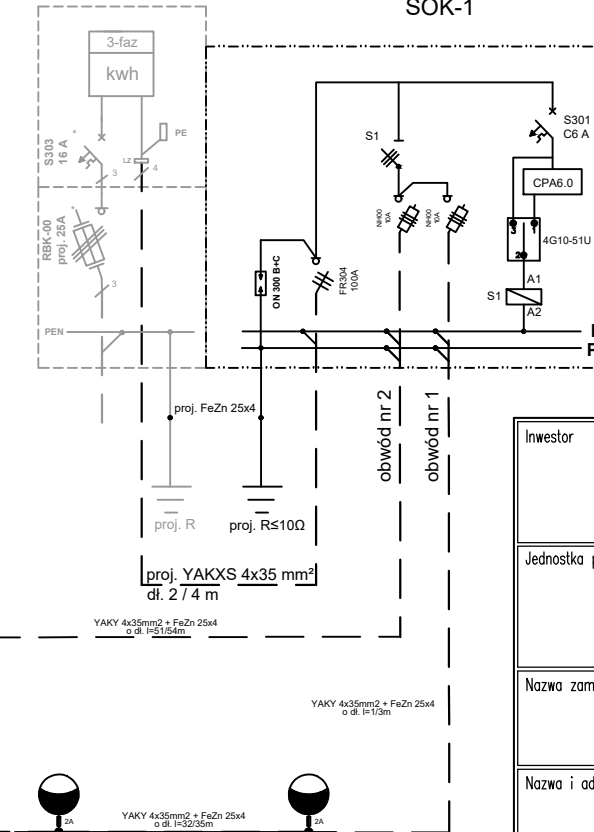 SOK-1
3-faz
kwh
PE
S303
16 A
LZ
3
4
RBK-00
proj. 25A
3
PEN
S1
S301
C6 A
CPA6.0
NH00
10A
NH00
10A
3
1
2
4G10-51U
ON 300 B+C
FR304
100A
A1
S1
A2
proj. FeZn 25x4
obwód nr 2
obwód nr 1
proj. R
proj. R≤10Ω
proj. YAKXS 4x35 mm²
dł. 2 / 4 m
YAKY 4x35mm2 + FeZn 25x4
o dł. l=51/54m
YAKY 4x35mm2 + FeZn 25x4
o dł. l=1/3m
YAKY 4x35mm2 + FeZn 25x4
o dł. l=32/35m
2A
2A
Inwestor
Jednostka p
Nazwa zam
Nazwa i ad